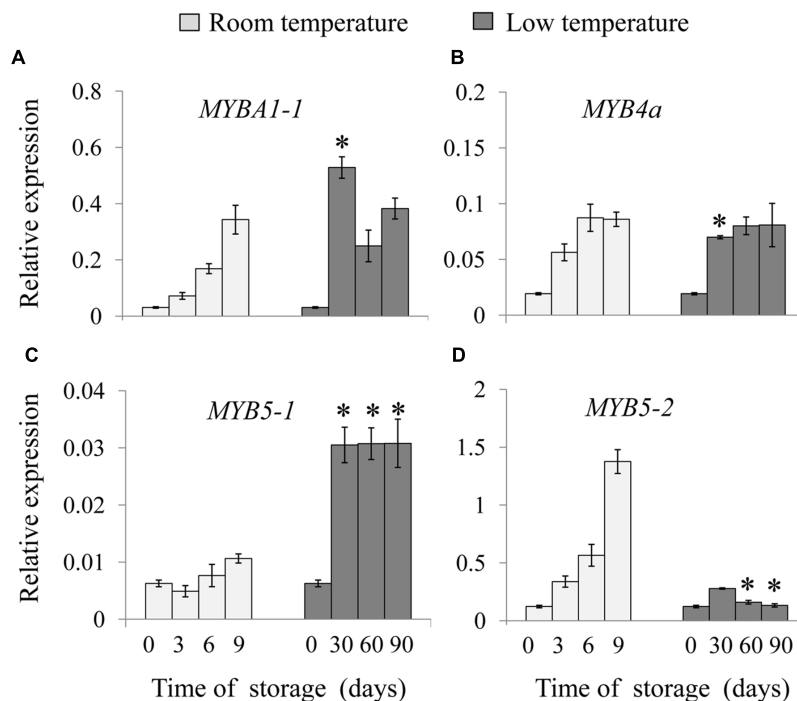 Room temperature Low temperature
A
B
MYBA1-1
MYB4a
Relative expression
0.8
0.6
0.4
0.2
0
0.2
0.15
0.1
0.05
0
*
*
C
D
MYB5-1
MYB5-2
Relative expression
0.04
0.03
0.02
0.01
0
2
1.5
1
0.5
0
* * *
* *
0 3 6 9 0 30 60 90
0 3 6 9 0 30 60 90
Time of storage (days)
Time of storage (days)